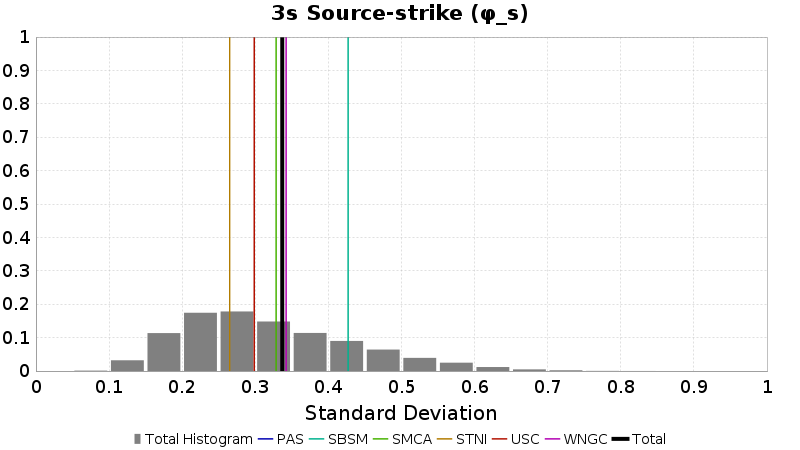 3s Source-strike (φ_s)
1
0.9
0.8
0.7
0.6
0.5
0.4
0.3
0.2
0.1
0
0 0.1 0.2 0.3 0.4 0.5 0.6 0.7 0.8 0.9 1
Standard Deviation
Total Histogram PAS SBSM SMCA STNI USC WNGC Total